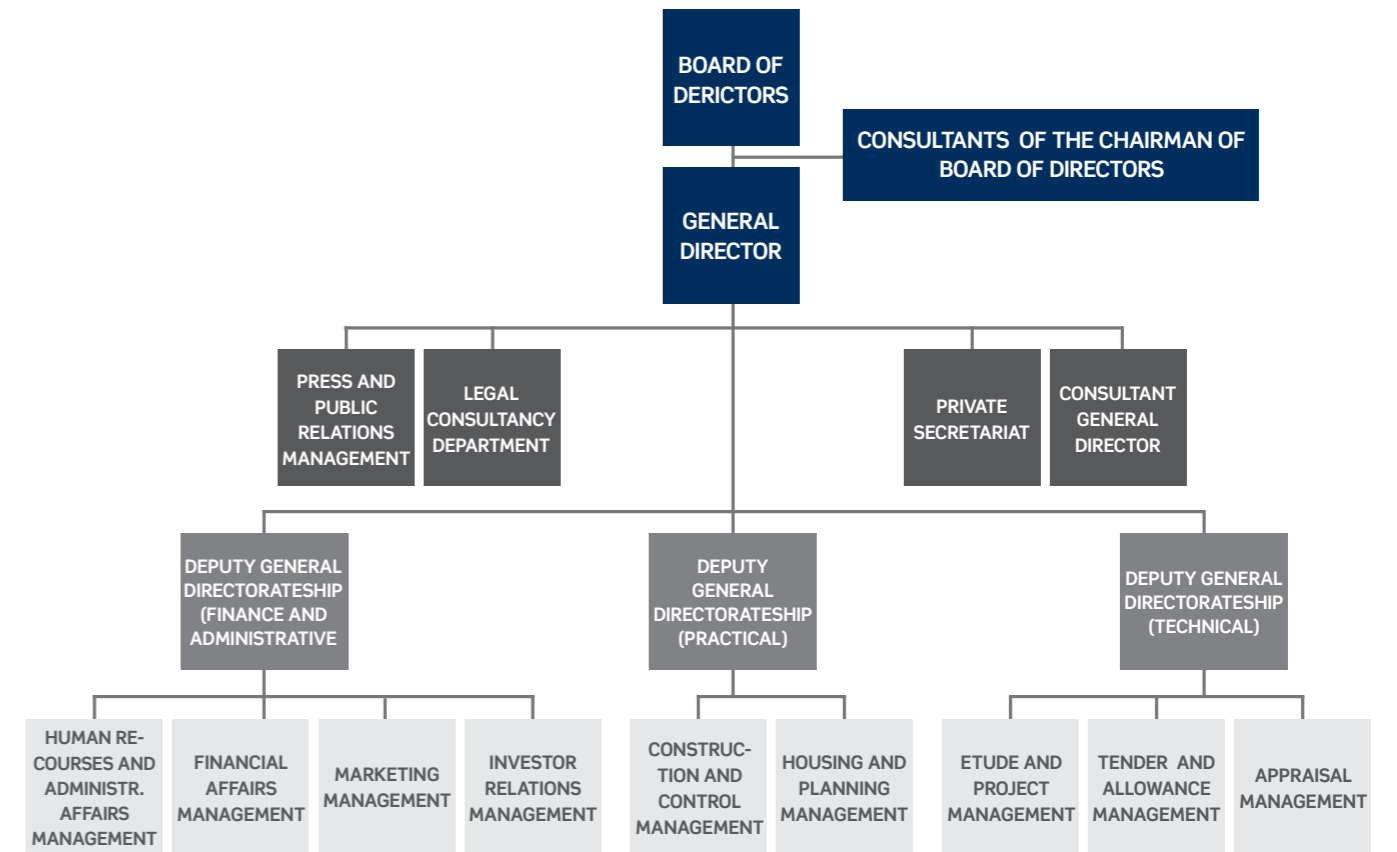 BOARD OF
DERICTORS
CONSULTANTS OF THE CHAIRMAN OF
BOARD OF DIRECTORS
GENERAL
DIRECTOR
PRESS AND
PUBLIC
RELATIONS
MANAGEMENT
LEGAL
CONSULTANCY
DEPARTMENT
PRIVATE
SECRETARIAT
CONSULTANT
GENERAL
DIRECTOR
DEPUTY GENERAL
DIRECTORATESHIP
(FINANCE AND
ADMINISTRATIVE
DEPUTY
GENERAL
DIRECTORATESHIP
(PRACTICAL)
DEPUTY GENERAL
DIRECTORATESHIP
(TECHNICAL)
HUMAN RE-
COURSES AND
ADMINISTR.
AFFAIRS
MANAGEMENT
FINANCIAL
AFFAIRS
MANAGEMENT
MARKETING
MANAGEMENT
INVESTOR
RELATIONS
MANAGEMENT
CONSTRUC-
TION AND
CONTROL
MANAGEMENT
HOUSING AND
PLANNING
MANAGEMENT
ETUDE AND
PROJECT
MANAGEMENT
TENDER AND
ALLOWANCE
MANAGEMENT
APPRAISAL
MANAGEMENT